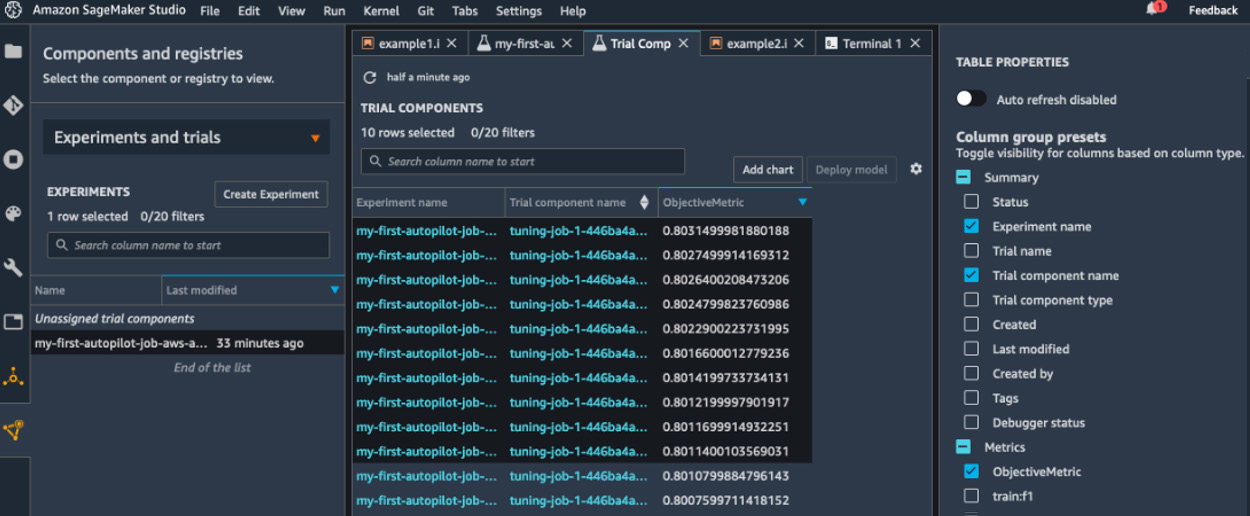 Amazon SageMaker Studio File Edit View Run Kernel Git Tabs Settings Help 1 Feedback
Components and registries
Select the component or registry to view.
Experiments and trials
EXPERIMENTS
Create Experiment
1 row selected 0/20 filters
Search column name to start
Name Last modified
Unassigned trial components
my-first-autopilot-job-aws-a... 33 minutes ago
End of the list
example1.i my-first-au Trial Comp example2.i Terminal 1
half a minute ago
TRIAL COMPONENTS
10 rows selected 0/20 filters
Search column name to start
Add chart Deploy model
Experiment name Trial component name ObjectiveMetric
my-first-autopilot-job-... tuning-job-1-446ba4a... 0.8031499981880188
my-first-autopilot-job-... tuning-job-1-446ba4a... 0.8027499914169312
my-first-autopilot-job-... tuning-job-1-446ba4a... 0.8026400208473206
my-first-autopilot-job-... tuning-job-1-446ba4a... 0.8024799823760986
my-first-autopilot-job-... tuning-job-1-446ba4a... 0.8022900223731995
my-first-autopilot-job-... tuning-job-1-446ba4a... 0.8016600012779236
my-first-autopilot-job-... tuning-job-1-446ba4a... 0.8014199733734131
my-first-autopilot-job-... tuning-job-1-446ba4a... 0.8012199997901917
my-first-autopilot-job-... tuning-job-1-446ba4a... 0.8011699914932251
my-first-autopilot-job-... tuning-job-1-446ba4a... 0.8011400103569031
my-first-autopilot-job-... tuning-job-1-446ba4a... 0.8010799884796143
my-first-autopilot-job-... tuning-job-1-446ba4a... 0.8007599711418152
TABLE PROPERTIES
Auto refresh disabled
Column group presets
Toggle visibility for columns based on column type.
Summary
Status
Experiment name
Trial name
Trial component name
Trial component type
Created
Last modified
Created by
Tags
Debugger status
Metrics
ObjectiveMetric
train:f1